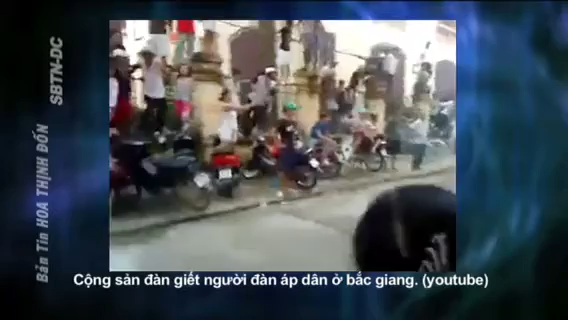 Bản Tin HOA THỊNH ĐỐN
SBTN-DC
Cộng sản đàn giết người đàn áp dân ở bắc giang. (youtube)